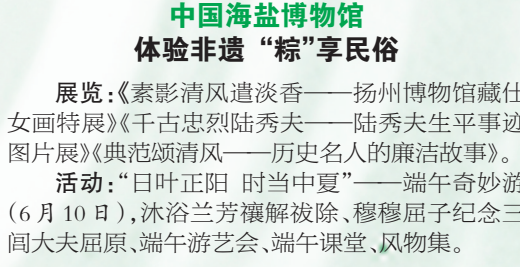 中国海盐博物馆
体验非遗 “粽”享民俗
展览:《素影清风遣淡香——扬州博物馆藏仕
女画特展》《千古忠烈陆秀夫——陆秀夫生平事迹
图片展》《典范颂清风——历史名人的廉洁故事》。
活动:“日叶正阳 时当中夏”——端午奇妙游
(6月10日),沐浴兰芳禳解祓除、穆穆屈子纪念三
闾大夫屈原、端午游艺会、端午课堂、风物集。